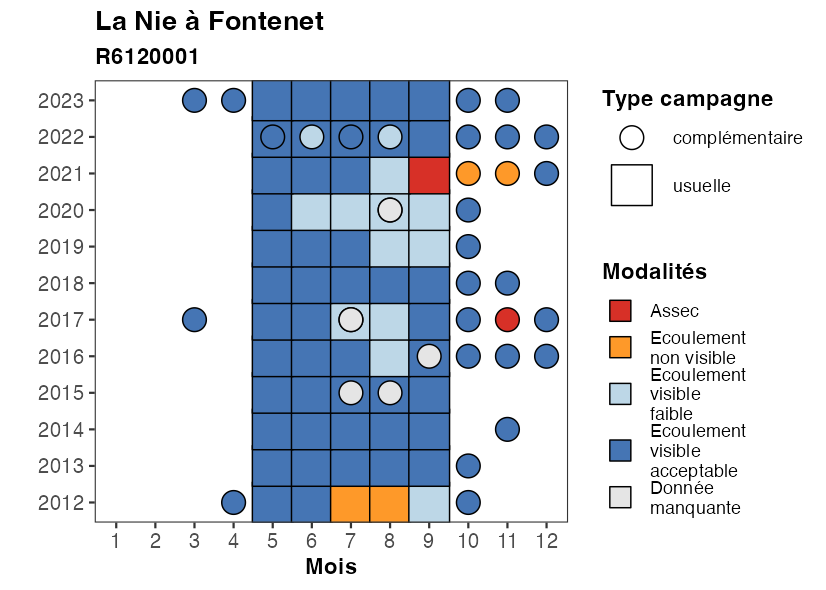 La Nie à Fontenet
R6120001
2023
2022
2021
2020
2019
2018
2017
2016
2015
2014
2013
2012
1 2 3 4 5 6 7 8 9 10 11 12
Mois
Type campagne
complémentaire
usuelle
Modalités
Assec
Ecoulement
non visible
Ecoulement
visible
faible
Ecoulement
visible
acceptable
Donnée
manquante